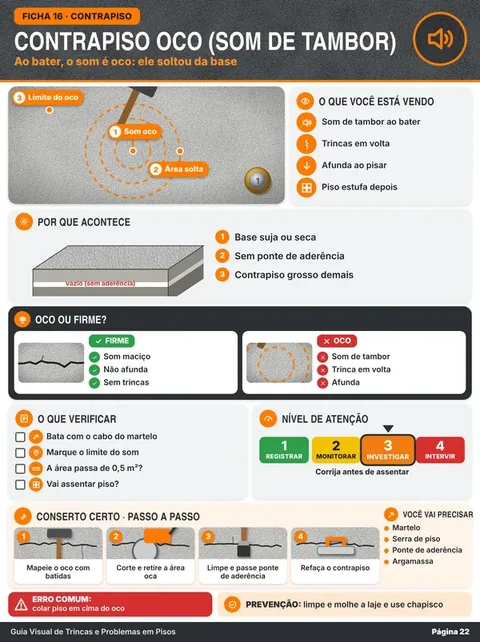 FICHA 16 · CONTRAPISO
CONTRAPISO OCO (SOM DE TAMBOR)
Ao bater, o som é oco: ele soltou da base
3 Limite do oco
1 Som oco
2 Área solta
1
O QUE VOCÊ ESTÁ VENDO
Som de tambor ao bater
Trincas em volta
Afunda ao pisar
Piso estufa depois
POR QUE ACONTECE
vazio (sem aderência)
1 Base suja ou seca
2 Sem ponte de aderência
3 Contrapiso grosso demais
OCO OU FIRME?
FIRME
Som maciço
Não afunda
Sem trincas
OCO
Som de tambor
Trinca em volta
Afunda
O QUE VERIFICAR
Bata com o cabo do martelo
Marque o limite do som
A área passa de 0,5 m²?
Vai assentar piso?
NÍVEL DE ATENÇÃO
1 REGISTRAR
2 MONITORAR
3 INVESTIGAR
4 INTERVIR
Corrija antes de assentar
CONSERTO CERTO · PASSO A PASSO
1
Mapeie o oco com
batidas
2
Corte e retire a área
oca
3
Limpe e passe ponte
de aderência
4
Refaça o contrapiso
VOCÊ VAI PRECISAR
Martelo
Serra de piso
Ponte de aderência
Argamassa
ERRO COMUM:
colar piso em cima do oco
PREVENÇÃO: limpe e molhe a laje e use chapisco
Guia Visual de Trincas e Problemas em Pisos
Página 22